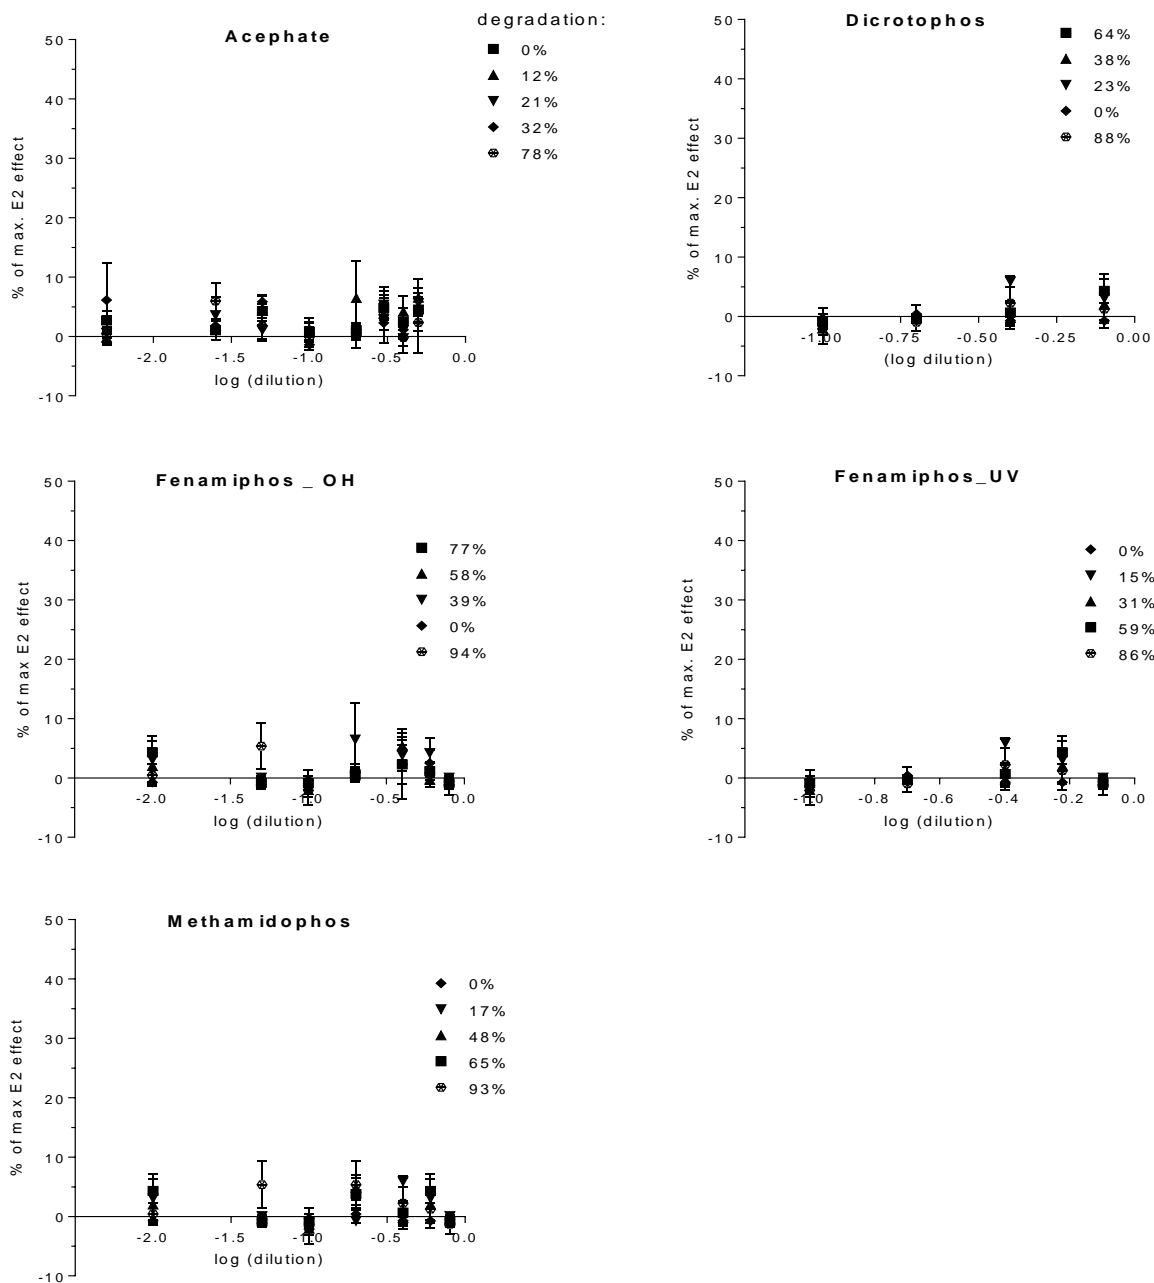 Acephate
degradation:
0%
12%
21%
32%
78%
% of max. E2 effect
50
40
30
20
10
0
-10
-2.0 -1.5 -1.0 -0.5 0.0
log (dilution)
Dicrotophos
64%
38%
23%
0%
88%
% of max. E2 effect
50
40
30
20
10
0
-10
-1.00 -0.75 -0.50 -0.25 0.00
(log dilution)
Fenamiphos _ OH
77%
58%
39%
0%
94%
% of max E2 effect
50
40
30
20
10
0
-10
-2.0 -1.5 -1.0 -0.5 0.0
log (dilution)
Fenamiphos_UV
0%
15%
31%
59%
86%
% of max. E2 effect
50
40
30
20
10
0
-10
-1.0 -0.8 -0.6 -0.4 -0.2 0.0
log (dilution)
Methamidophos
0%
17%
48%
65%
93%
% of max E2 effect
50
40
30
20
10
0
-10
-2.0 -1.5 -1.0 -0.5 0.0
log (dilution)